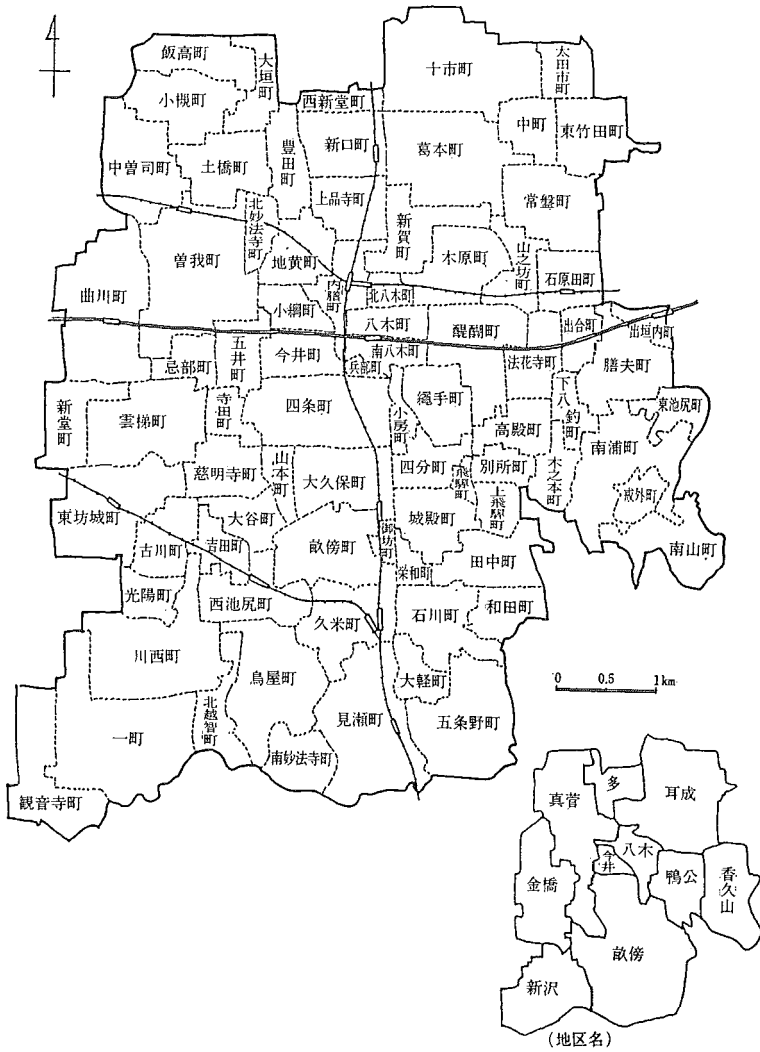 4
飯高町
大垣町
十市町
太田市町
小槻町
西新堂町
中町
東竹田町
新口町
葛本町
豊田町
中曽司町
土橋町
常盤町
上品寺町
北妙法寺町
新賀町
木原町
山之坊町
曽我町
地黄町
石原田町
曲川町
内膳町
北八木町
小綱町
八木町
醍醐町
出合町
出垣内町
五井町
今井町
南八木町
兵部町
法花寺町
膳夫町
忌部町
新堂町
雲梯町
寺田町
四条町
小房町
縄手町
下八釣町
東池尻町
高殿町
南浦町
慈明寺町
山本町
大久保町
四分町
飛騨町
別所町
木之本町
戒外町
上飛騨町
東坊城町
大谷町
城殿町
南山町
古川町
吉田町
畝傍町
御坊町
田中町
栄和町
光陽町
西池尻町
久米町
石川町
和田町
川西町
鳥屋町
大軽町
見瀬町
五条野町
北越智町
一町
南妙法寺町
観音寺町
0 0.5 1km
多
耳成
真菅
八木
今井
鴨公
香久山
金橋
畝傍
新沢
(地区名)